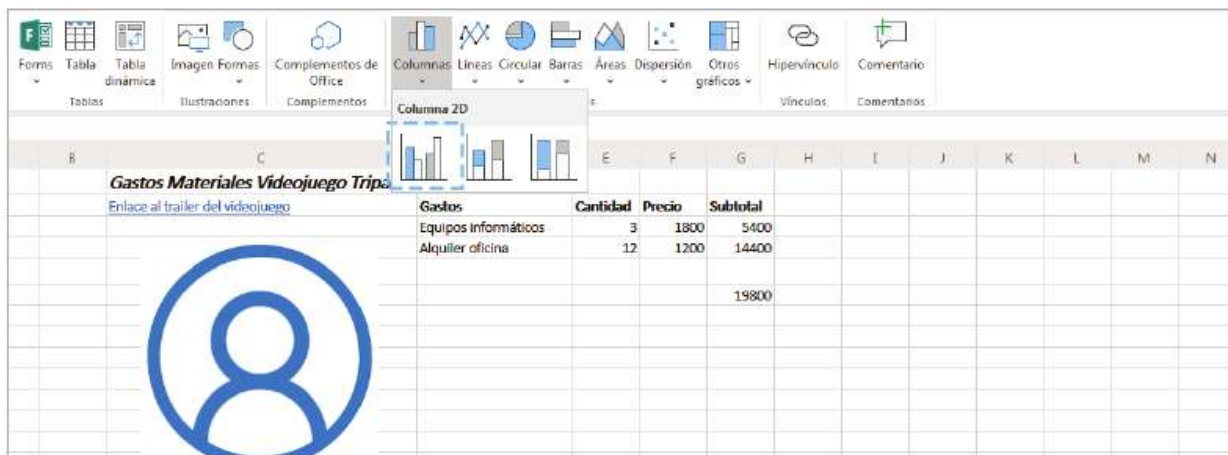 Forms Tabla Tabla dinámica Imagen Formas Complementos de Office Columnas Líneas Circular Barras Áreas Dispersión Otros gráficos Hipervínculo Comentario
Tablas Ilustraciones Complementos s Vínculos Comentarios
Columna 2D
B C E F G H I J K L M N
Gastos Materiales Videojuego Tripa
Enlace al trailer del videojuego Gastos Cantidad Precio Subtotal
Equipos informáticos 3 1800 5400
Alquiler oficina 12 1200 14400
19800